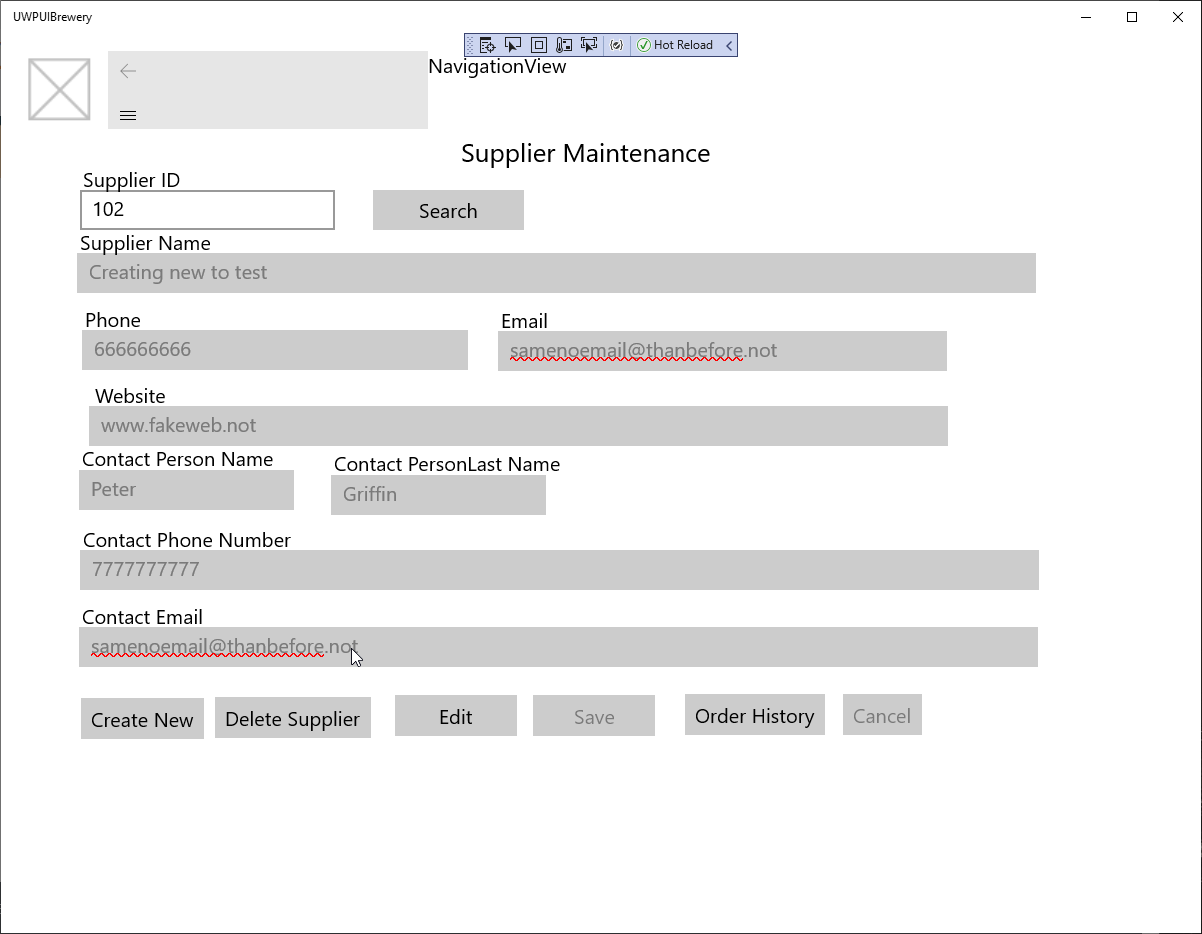 UWPUIBrewery
Hot Reload
NavigationView
Supplier Maintenance
Supplier ID
102
Search
Supplier Name
Creating new to test
Phone
Email
666666666
samenoemail@thanbefore.not
Website
www.fakeweb.not
Contact Person Name
Contact PersonLast Name
Peter
Griffin
Contact Phone Number
7777777777
Contact Email
samenoemail@thanbefore.not
Create New
Delete Supplier
Edit
Save
Order History
Cancel